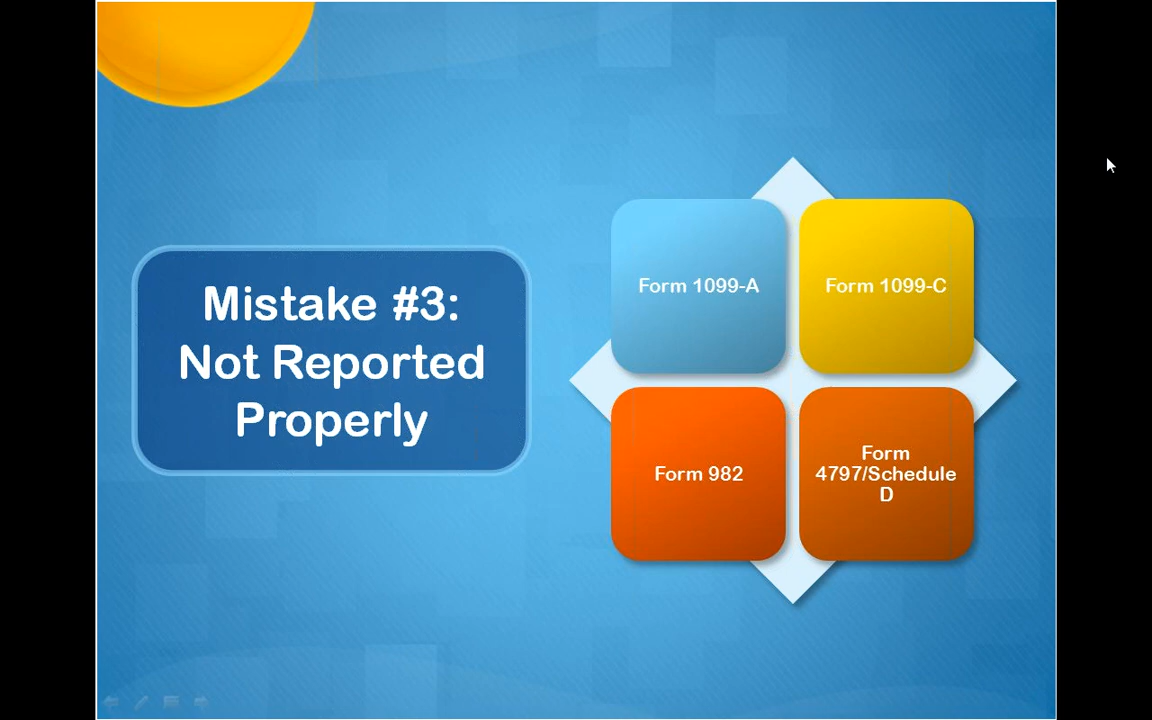 Mistake #3:
Not Reported
Properly
Form 1099-A
Form 1099-C
Form 982
Form
4797/Schedule
D